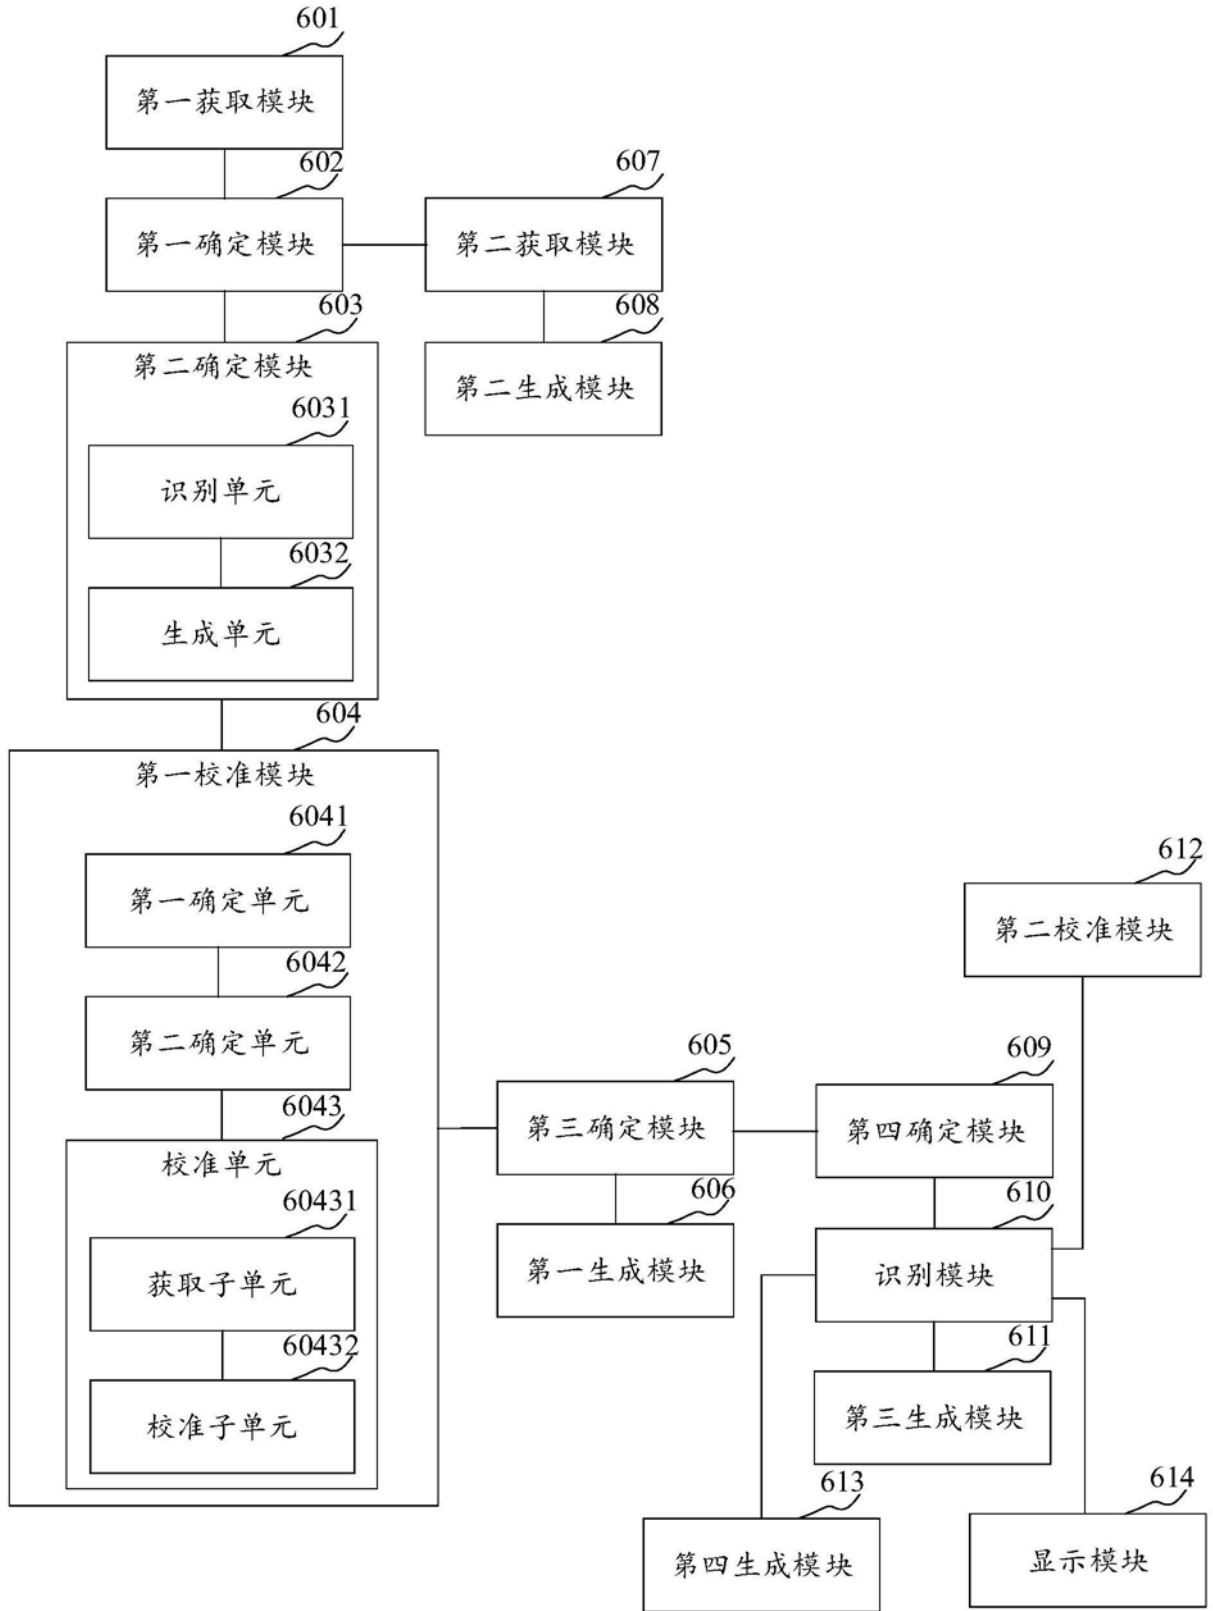 601
第一获取模块
602
607
第一确定模块
第二获取模块
603
608
第二确定模块
第二生成模块
6031
识别单元
6032
生成单元
604
第一校准模块
6041
612
第一确定单元
第二校准模块
6042
第二确定单元
605
609
6043
第三确定模块
第四确定模块
校准单元
606
610
60431
获取子单元
第一生成模块
识别模块
60432
611
校准子单元
第三生成模块
613
614
第四生成模块
显示模块